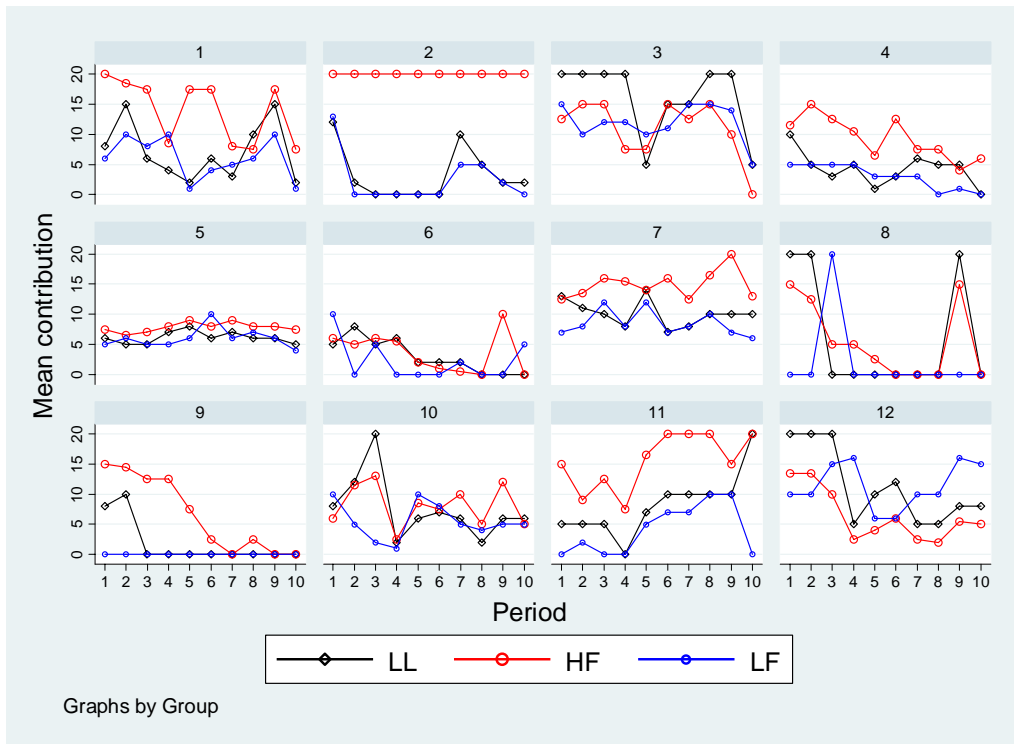 1 2 3 4
0 5 10 15 20
5 6 7 8
0 5 10 15 20
9 10 11 12
0 5 10 15 20
1 2 3 4 5 6 7 8 9 10 1 2 3 4 5 6 7 8 9 10 1 2 3 4 5 6 7 8 9 10 1 2 3 4 5 6 7 8 9 10
Mean contribution
Period
LL HF LF
Graphs by Group